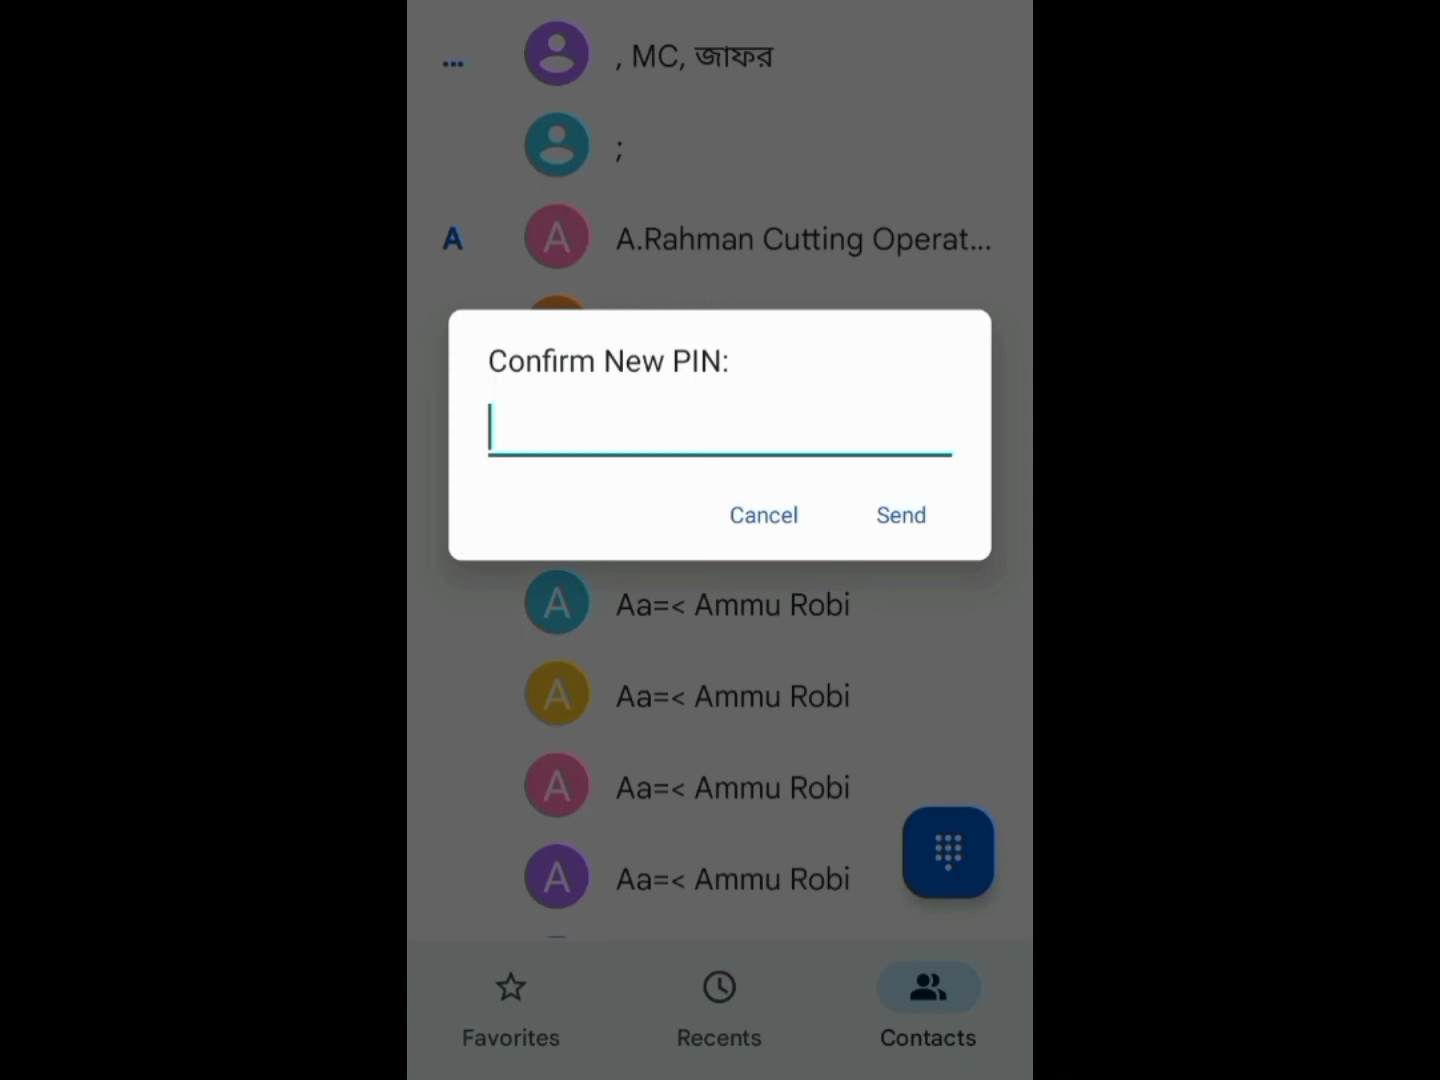 ... , MC, জাফর
;
A A A.Rahman Cutting Operat...
Confirm New PIN:
Cancel Send
A Aa=< Ammu Robi
A Aa=< Ammu Robi
A Aa=< Ammu Robi
A Aa=< Ammu Robi
Favorites Recents Contacts